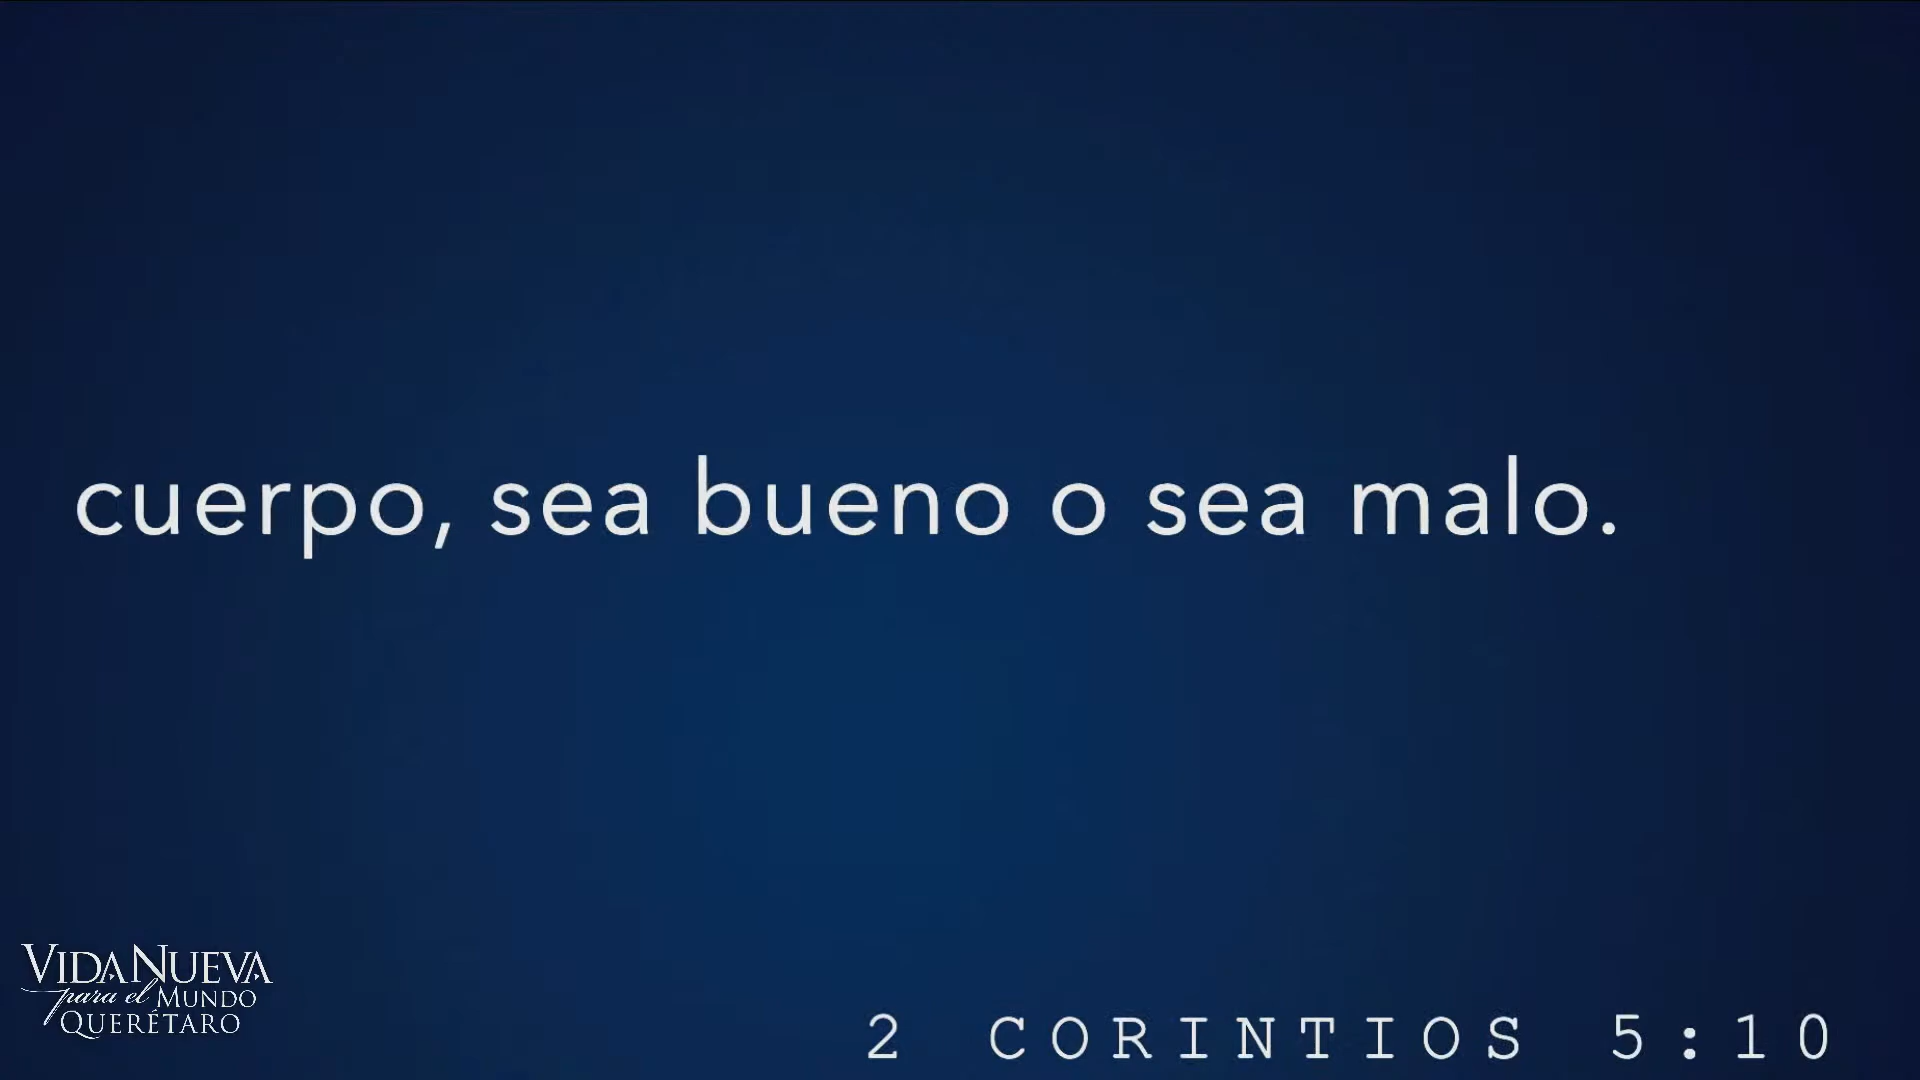 cuerpo, sea bueno o sea malo.
VIDA NUEVA
para el MUNDO
QUERÉTARO
2 CORINTIOS 5:10